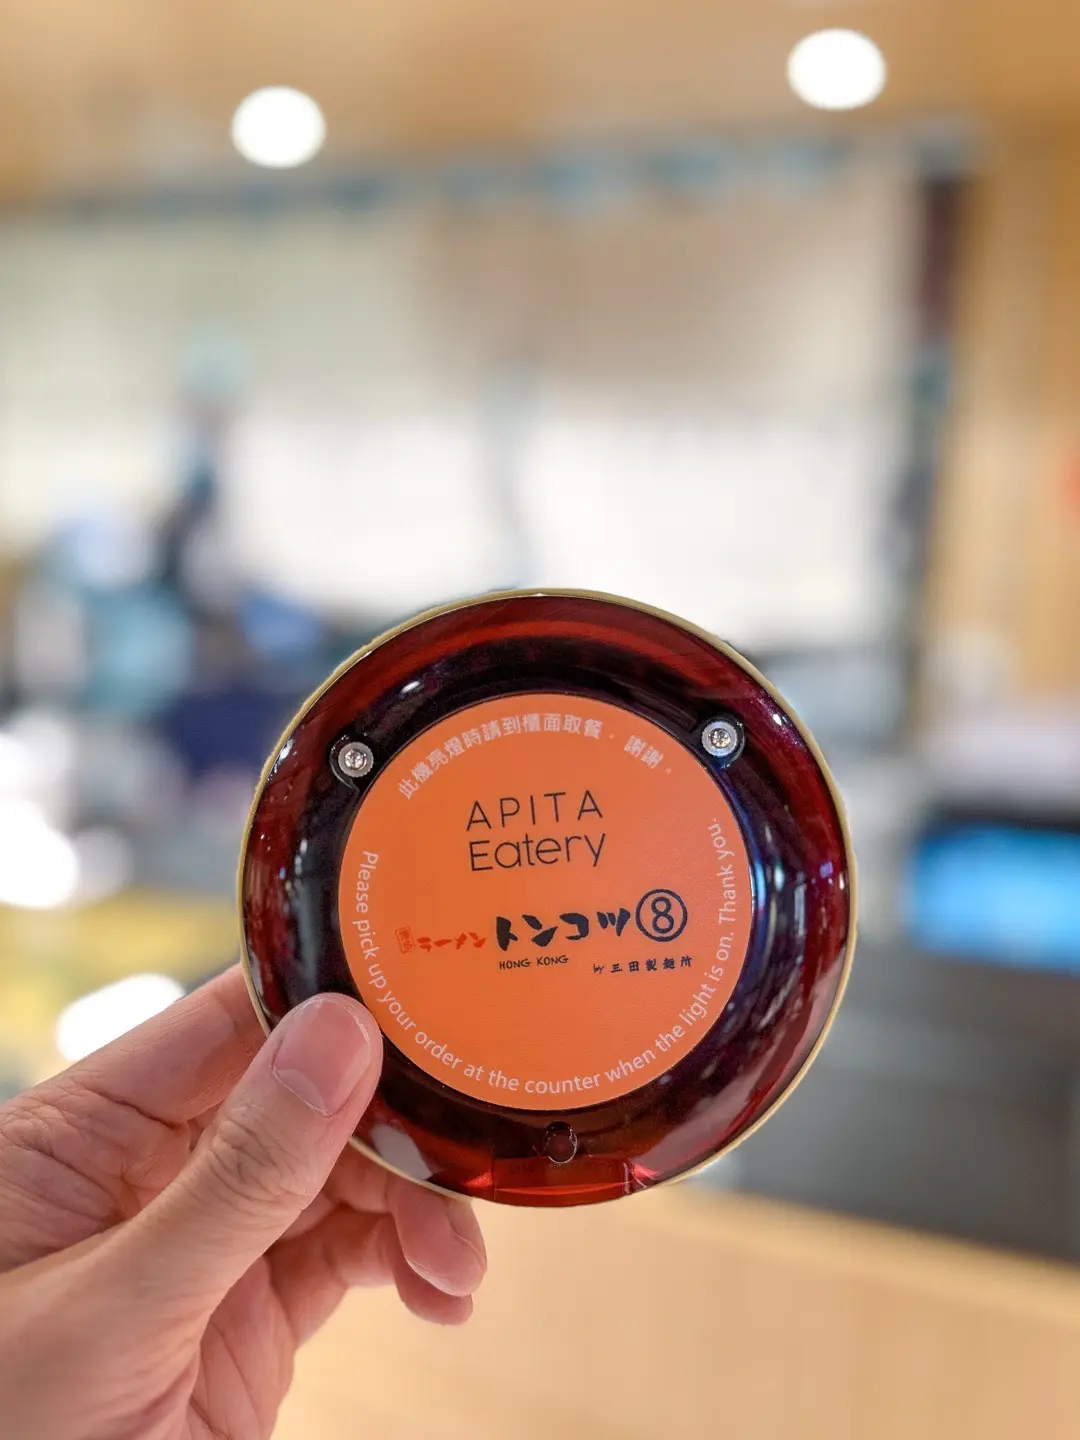 此機亮燈時請到櫃面取餐。 謝謝。
APITA
Eatery
ラーメン トンコツ⑧
HONG KONG
by 三田製麺所
Please pick up your order at the counter when the light is on. Thank you.